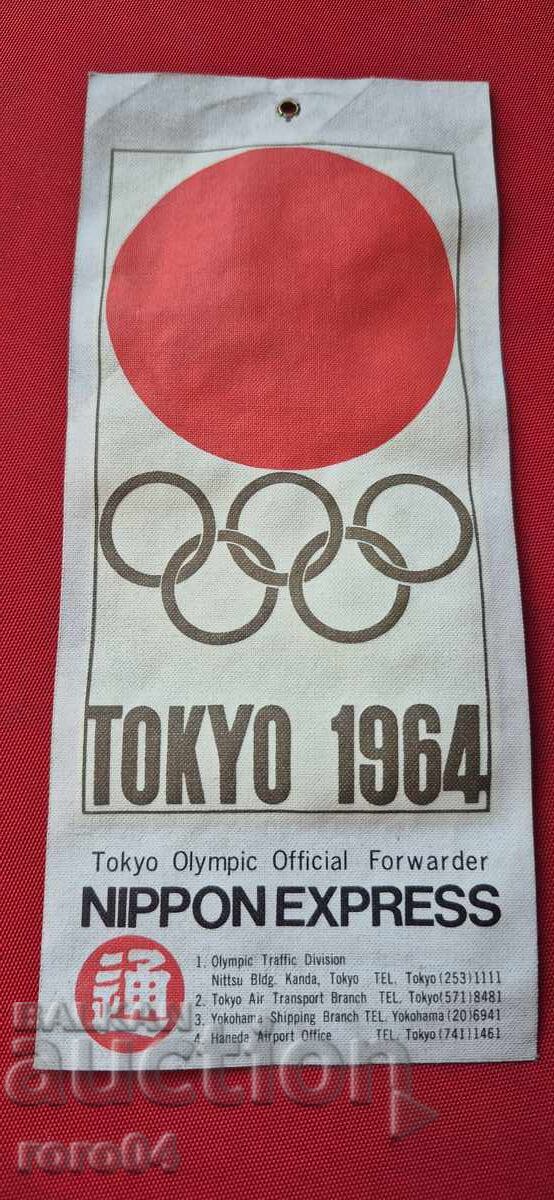 TOKYO 1964
Tokyo Olympic Official Forwarder
NIPPON EXPRESS
通
1. Olympic Traffic Division
Nittsu Bldg. Kanda, Tokyo TEL. Tokyo(253)1111
2. Tokyo Air Transport Branch TEL. Tokyo(571)8481
3. Yokohama Shipping Branch TEL. Yokohama(20)6941
4. Haneda Airport Office TEL. Tokyo(741)1461
BALKAN
auction
roro04